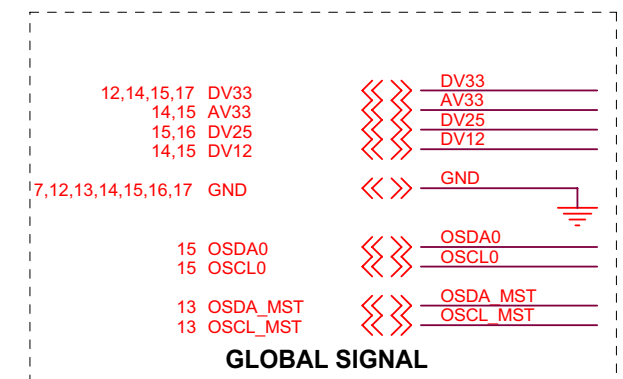 12,14,15,17 DV33 DV33
14,15 AV33 AV33
15,16 DV25 DV25
14,15 DV12 DV12
7,12,13,14,15,16,17 GND GND
15 OSDA0 OSDA0
15 OSCL0 OSCL0
13 OSDA_MST OSDA_MST
13 OSCL_MST OSCL_MST
GLOBAL SIGNAL